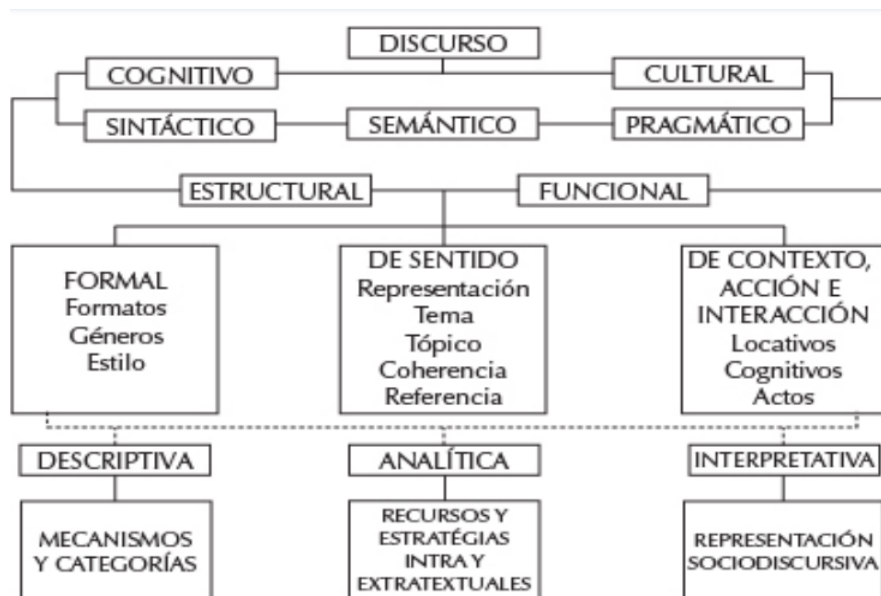 DISCURSO
COGNITIVO
CULTURAL
SINTÁCTICO
SEMÁNTICO
PRAGMÁTICO
ESTRUCTURAL
FUNCIONAL
FORMAL
Formatos
Géneros
Estilo
DE SENTIDO
Representación
Tema
Tópico
Coherencia
Referencia
DE CONTEXTO,
ACCIÓN E
INTERACCIÓN
Locativos
Cognitivos
Actos
DESCRIPTIVA
ANALÍTICA
INTERPRETATIVA
MECANISMOS
Y CATEGORÍAS
RECURSOS Y
ESTRATÉGIAS
INTRA Y
EXTRATEXTUALES
REPRESENTACIÓN
SOCIODISCURSIVA